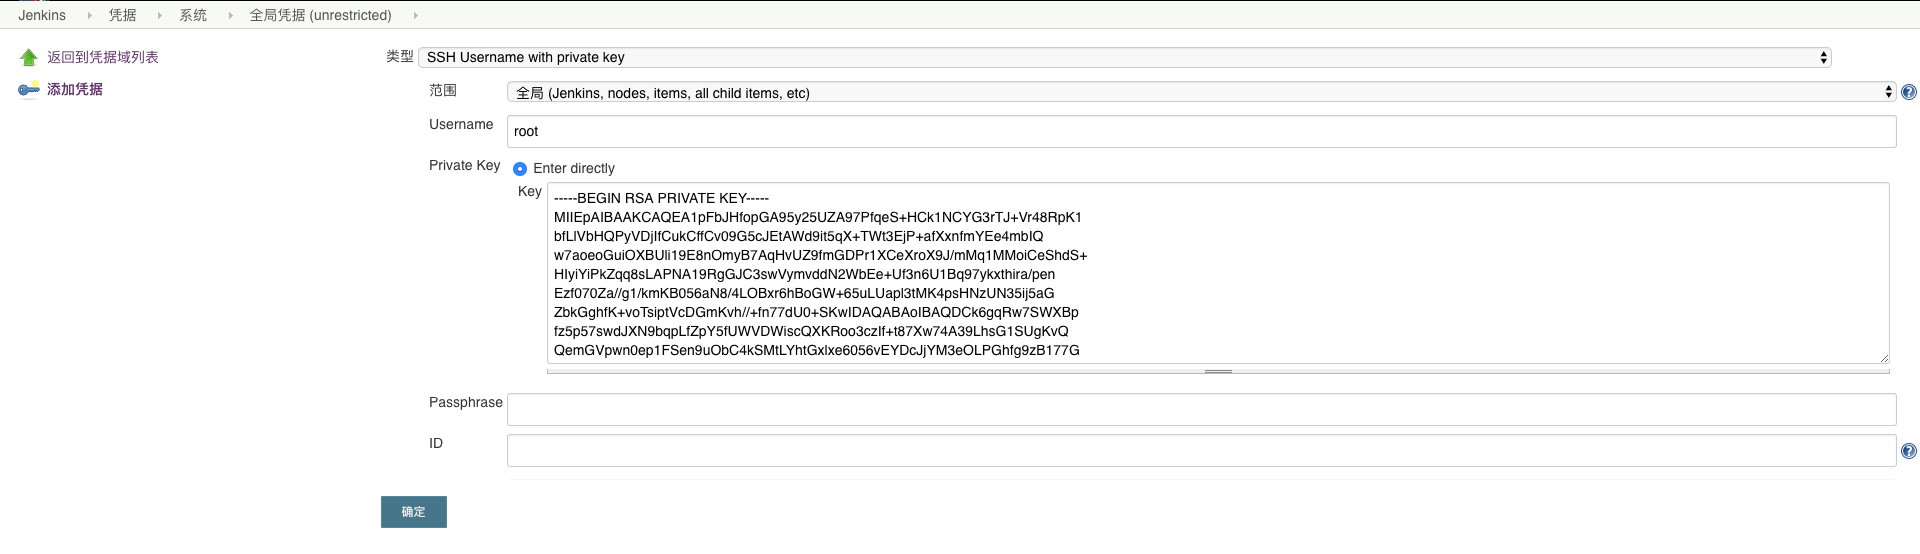 Jenkins 凭据 系统 全局凭据 (unrestricted)
返回到凭据域列表
添加凭据
类型 SSH Username with private key
范围 全局 (Jenkins, nodes, items, all child items, etc)
Username root
Private Key Enter directly
Key
-----BEGIN RSA PRIVATE KEY-----
MIIEpAIBAAKCAQEA1pFbJHfopGA95y25UZA97PfqeS+HCk1NCYG3rTJ+Vr48RpK1
bfLlVbHQPyVDjIfCukCffCv09G5cJEtAWd9it5qX+TWt3EjP+afXxnfmYEe4mbIQ
w7aoeoGuiOXBUli19E8nOmyB7AqHvUZ9fmGDPr1XCeXroX9J/mMq1MMoiCeShdS+
HIyiYiPkZqq8sLAPNA19RgGJC3swVymvddN2WbEe+Uf3n6U1Bq97ykxthira/pen
Ezf070Za//g1/kmKB056aN8/4LOBxr6hBoGW+65uLUapl3tMK4psHNzUN35ij5aG
ZbkGghfK+voTsiptVcDGmKvh//+fn77dU0+SKwIDAQABAoIBAQDCk6gqRw7SWXBp
fz5p57swdJXN9bqpLfZpY5fUWVDWiscQXKRoo3czIf+t87Xw74A39LhsG1SUgKvQ
QemGVpwn0ep1FSen9uObC4kSMtLYhtGxlxe6056vEYDcJjYM3eOLPGhfg9zB177G
Passphrase
ID
确定